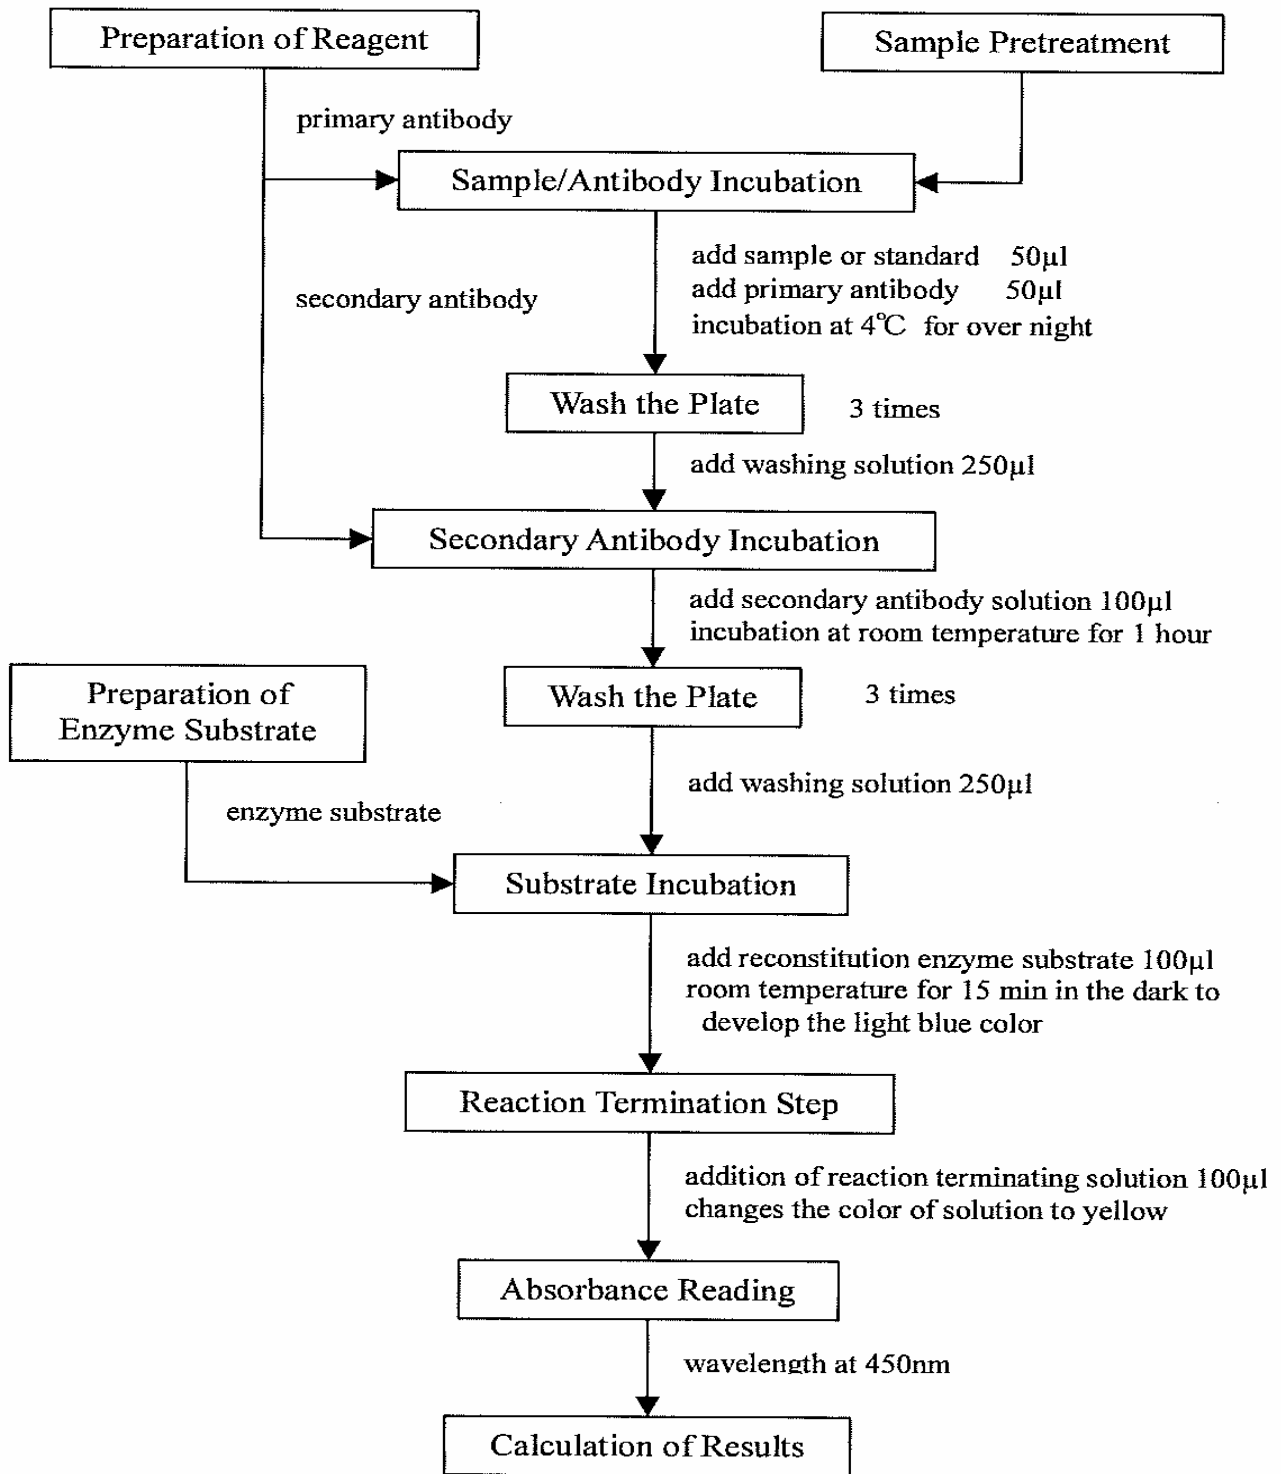 Preparation of Reagent
Sample Pretreatment
primary antibody
Sample/Antibody Incubation
add sample or standard 50µl
add primary antibody 50µl
incubation at 4℃ for over night
secondary antibody
Wash the Plate
3 times
add washing solution 250µl
Secondary Antibody Incubation
add secondary antibody solution 100µl
incubation at room temperature for 1 hour
Preparation of
Enzyme Substrate
Wash the Plate
3 times
add washing solution 250µl
enzyme substrate
Substrate Incubation
add reconstitution enzyme substrate 100µl
room temperature for 15 min in the dark to
develop the light blue color
Reaction Termination Step
addition of reaction terminating solution 100µl
changes the color of solution to yellow
Absorbance Reading
wavelength at 450nm
Calculation of Results